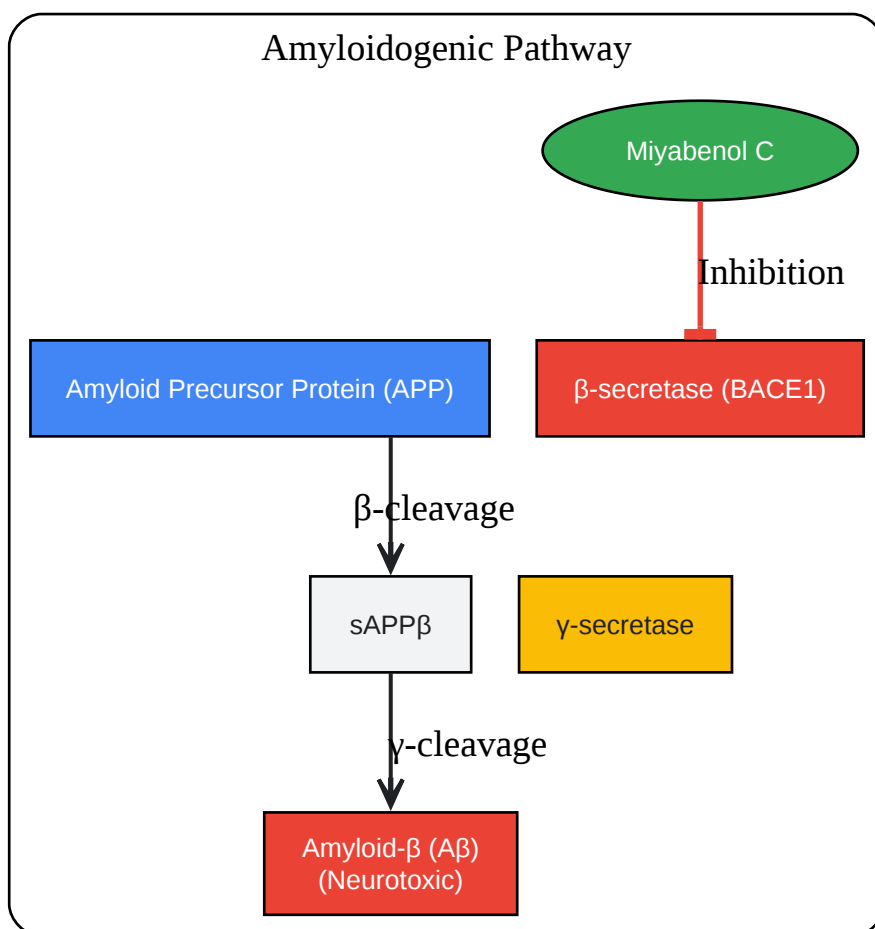 Amyloidogenic Pathway
Miyabenol C
Inhibition
Amyloid Precursor Protein (APP)
β-secretase (BACE1)
β-cleavage
sAPPβ
γ-secretase
γ-cleavage
Amyloid-β (Aβ)
(Neurotoxic)